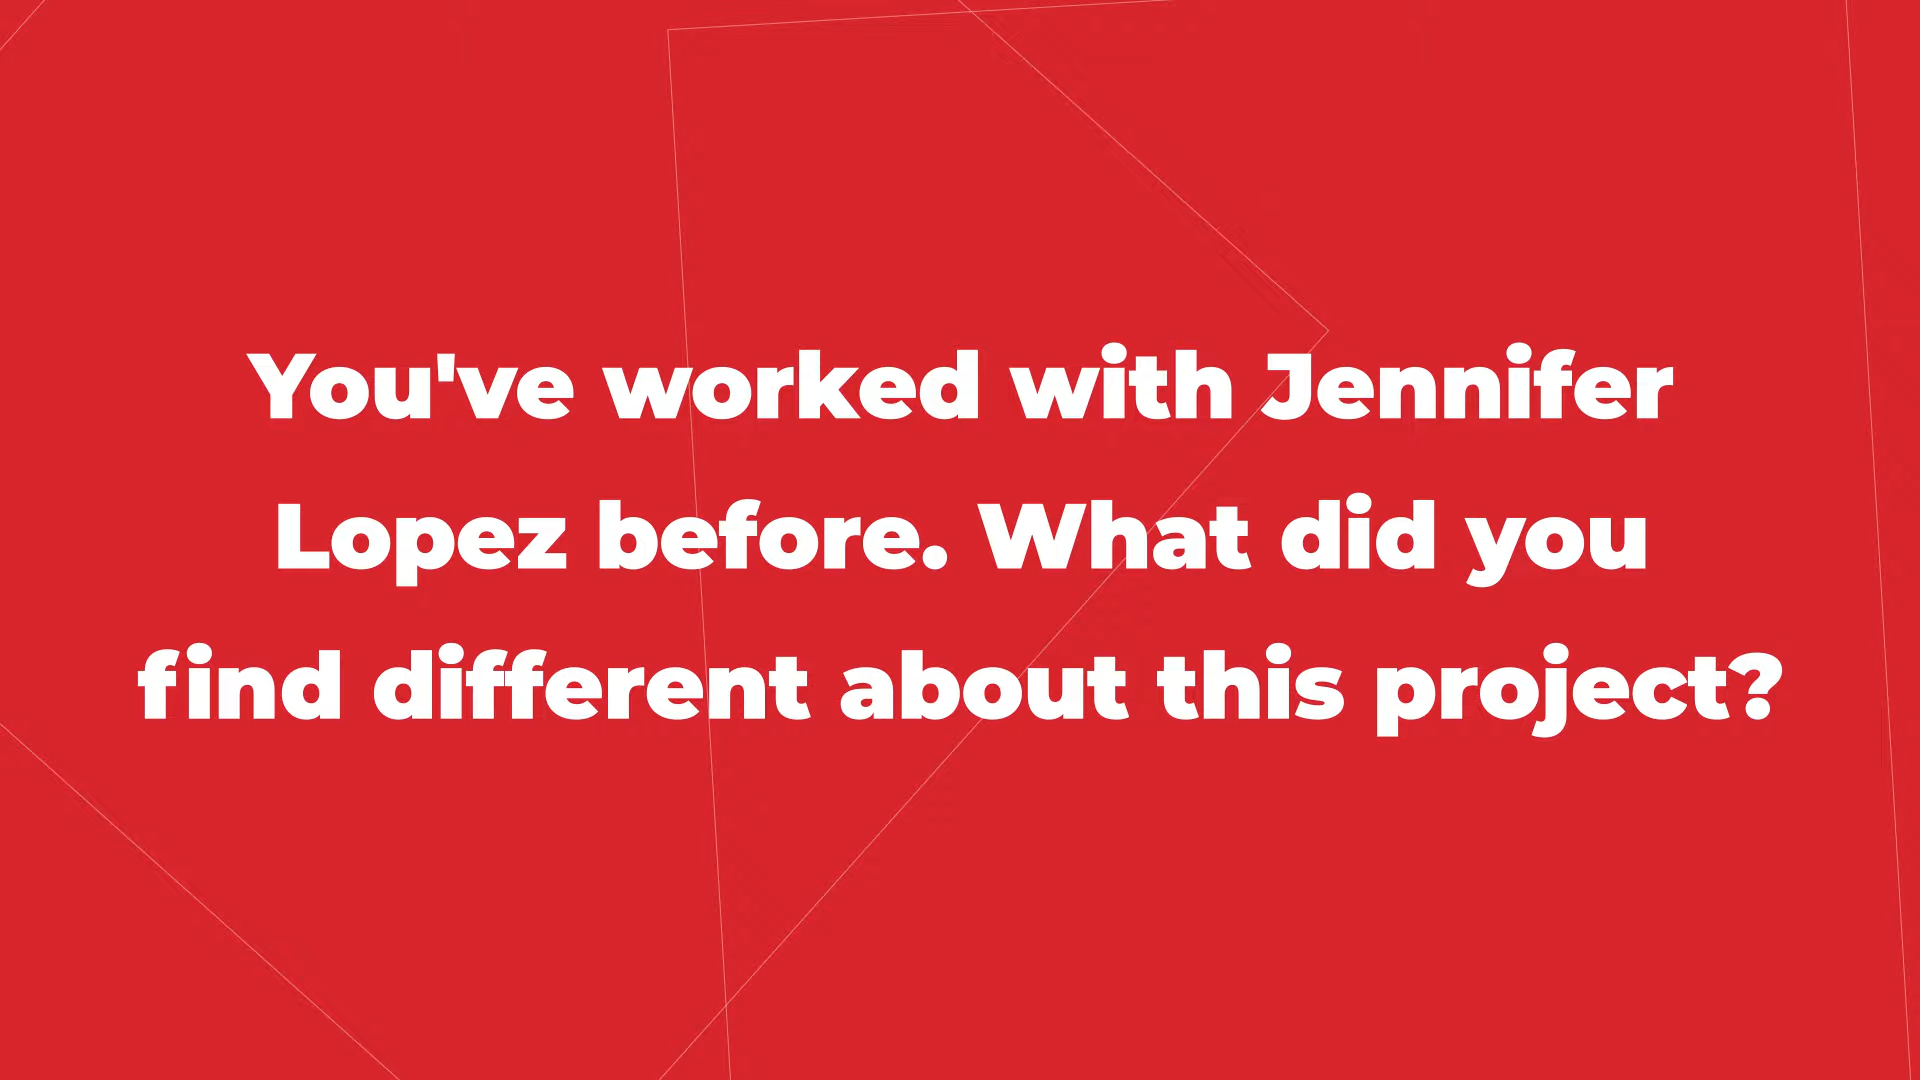 You've worked with Jennifer
Lopez before. What did you
find different about this project?